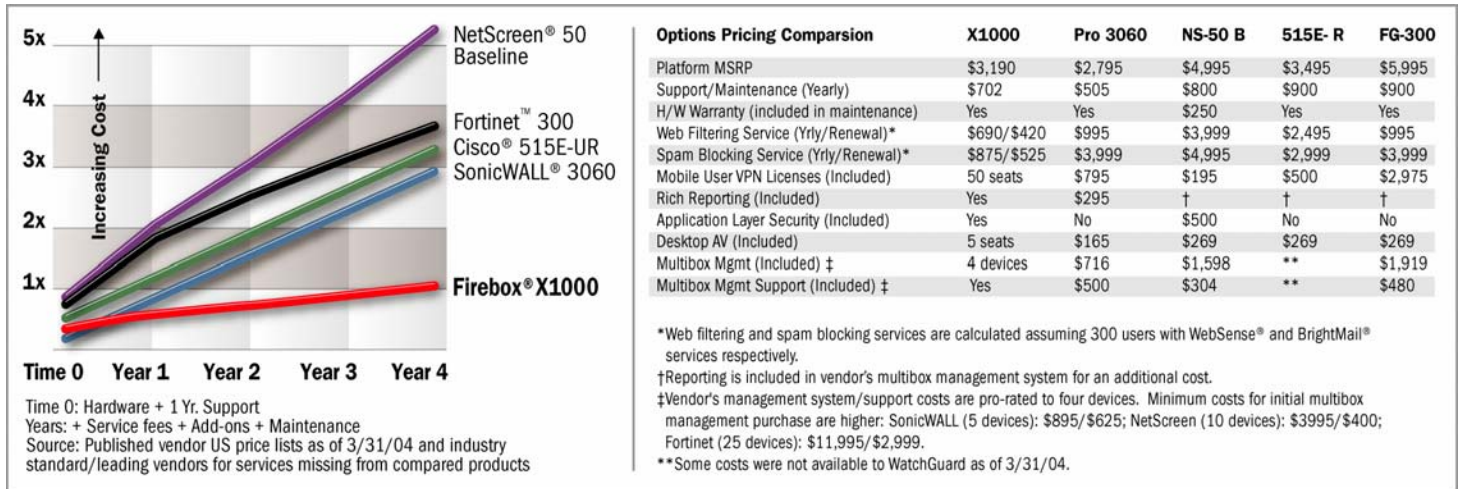 5x
4x
3x
2x
1x
Increasing Cost
NetScreen® 50
Baseline
Fortinet™ 300
Cisco® 515E-UR
SonicWALL® 3060
Firebox® X1000
Time 0 Year 1 Year 2 Year 3 Year 4
Time 0: Hardware + 1 Yr. Support
Years: + Service fees + Add-ons + Maintenance
Source: Published vendor US price lists as of 3/31/04 and industry
standard/leading vendors for services missing from compared products
Options Pricing Comparsion X1000 Pro 3060 NS-50 B 515E- R FG-300
Platform MSRP $3,190 $2,795 $4,995 $3,495 $5,995
Support/Maintenance (Yearly) $702 $505 $800 $900 $900
H/W Warranty (included in maintenance) Yes Yes $250 Yes Yes
Web Filtering Service (Yrly/Renewal)* $690/$420 $995 $3,999 $2,495 $995
Spam Blocking Service (Yrly/Renewal)* $875/$525 $3,999 $4,995 $2,999 $3,999
Mobile User VPN Licenses (Included) 50 seats $795 $195 $500 $2,975
Rich Reporting (Included) Yes $295 † † †
Application Layer Security (Included) Yes No $500 No No
Desktop AV (Included) 5 seats $165 $269 $269 $269
Multibox Mgmt (Included) ‡ 4 devices $716 $1,598 ** $1,919
Multibox Mgmt Support (Included) ‡ Yes $500 $304 ** $480
*Web filtering and spam blocking services are calculated assuming 300 users with WebSense® and BrightMail®
services respectively.
†Reporting is included in vendor's multibox management system for an additional cost.
‡Vendor's management system/support costs are pro-rated to four devices. Minimum costs for initial multibox
management purchase are higher: SonicWALL (5 devices): $895/$625; NetScreen (10 devices): $3995/$400;
Fortinet (25 devices): $11,995/$2,999.
**Some costs were not available to WatchGuard as of 3/31/04.